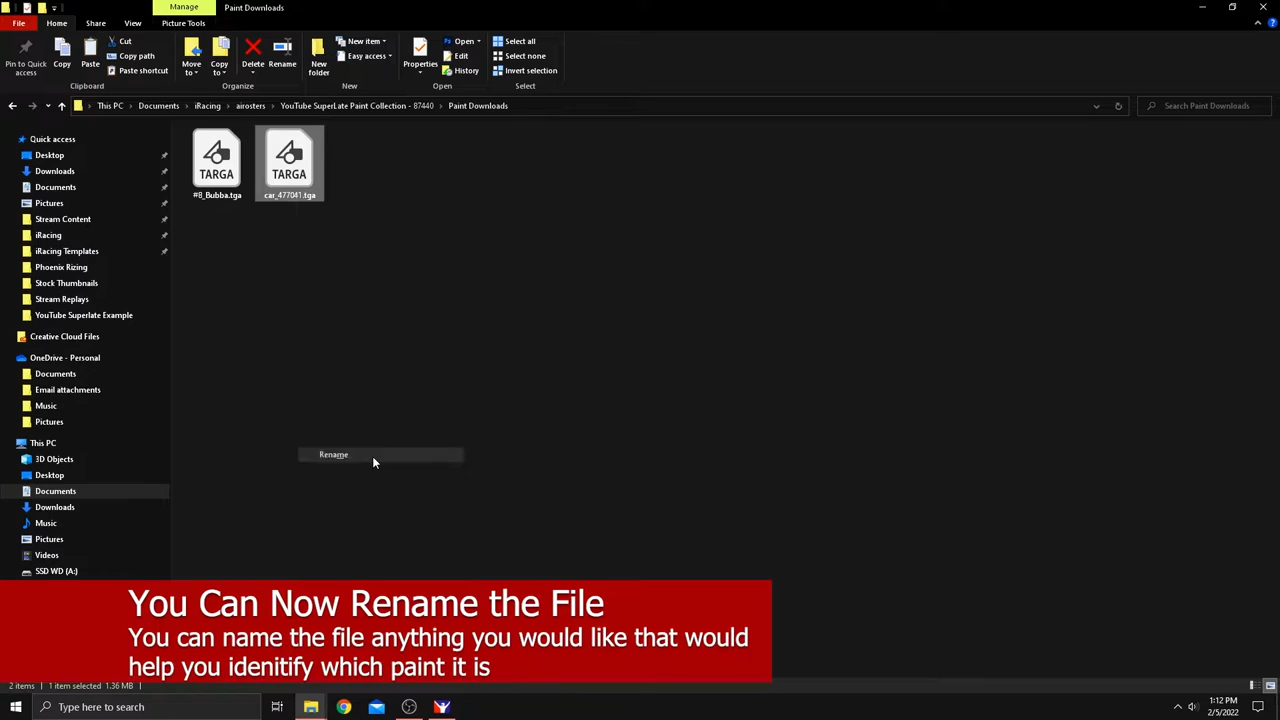 Manage
Paint Downloads
File
Home
Share
View
Picture Tools
Pin to Quick access
Copy
Paste
Cut
Copy path
Paste shortcut
Clipboard
Move to
Copy to
Delete
Rename
Organize
New folder
New item
Easy access
New
Properties
Open
Edit
History
Open
Select all
Select none
Invert selection
Select
This PC
Documents
iRacing
airosters
YouTube SuperLate Paint Collection - 87440
Paint Downloads
Search Paint Downloads
Quick access
Desktop
Downloads
Documents
Pictures
Stream Content
iRacing
iRacing Templates
Phoenix Rizing
Stock Thumbnails
Stream Replays
YouTube Superlate Example
Creative Cloud Files
OneDrive - Personal
Documents
Email attachments
Music
Pictures
This PC
3D Objects
Desktop
Documents
Downloads
Music
Pictures
Videos
SSD WD (A:)
TARGA
#8_Bubba.tga
TARGA
car_477041.tga
Rename
You Can Now Rename the File
You can name the file anything you would like that would
help you idenitify which paint it is
2 items
1 item selected 1.36 MB
Type here to search
1:12 PM
2/5/2022